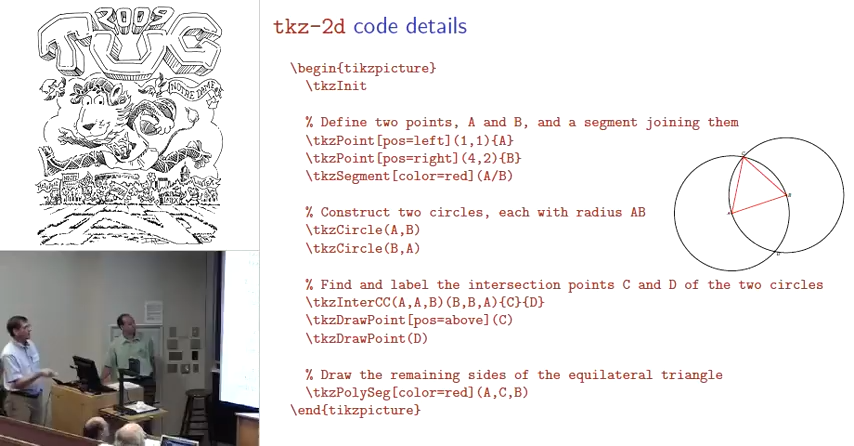 2009
TUG
NOTRE DAME
tkz-2d code details
\begin{tikzpicture}
\tkzInit
% Define two points, A and B, and a segment joining them
\tkzPoint[pos=left](1,1){A}
\tkzPoint[pos=right](4,2){B}
\tkzSegment[color=red](A/B)
% Construct two circles, each with radius AB
\tkzCircle(A,B)
\tkzCircle(B,A)
% Find and label the intersection points C and D of the two circles
\tkzInterCC(A,A,B)(B,B,A){C}{D}
\tkzDrawPoint[pos=above](C)
\tkzDrawPoint(D)
% Draw the remaining sides of the equilateral triangle
\tkzPolySeg[color=red](A,C,B)
\end{tikzpicture}
C
B
A
D